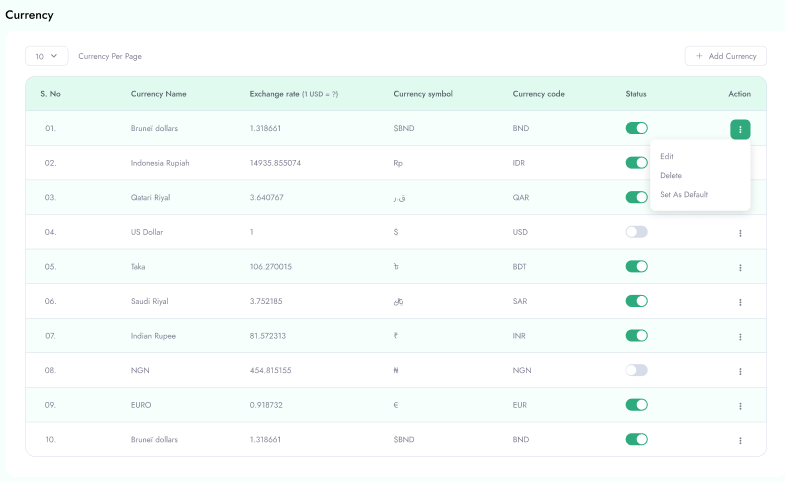 Currency
10 Currency Per Page + Add Currency
S. No Currency Name Exchange rate (1 USD = ?) Currency symbol Currency code Status Action
01. Brunei dollars 1.318661 $BND BND
Edit
02. Indonesia Rupiah 14935.855074 Rp IDR
Delete
Set As Default
03. Qatari Riyal 3.640767 ق.ر QAR
04. US Dollar 1 $ USD
05. Taka 106.270015 ৳ BDT
06. Saudi Riyal 3.752185 ﷼ SAR
07. Indian Rupee 81.572313 ₹ INR
08. NGN 454.815155 ₦ NGN
09. EURO 0.918732 € EUR
10. Brunei dollars 1.318661 $BND BND